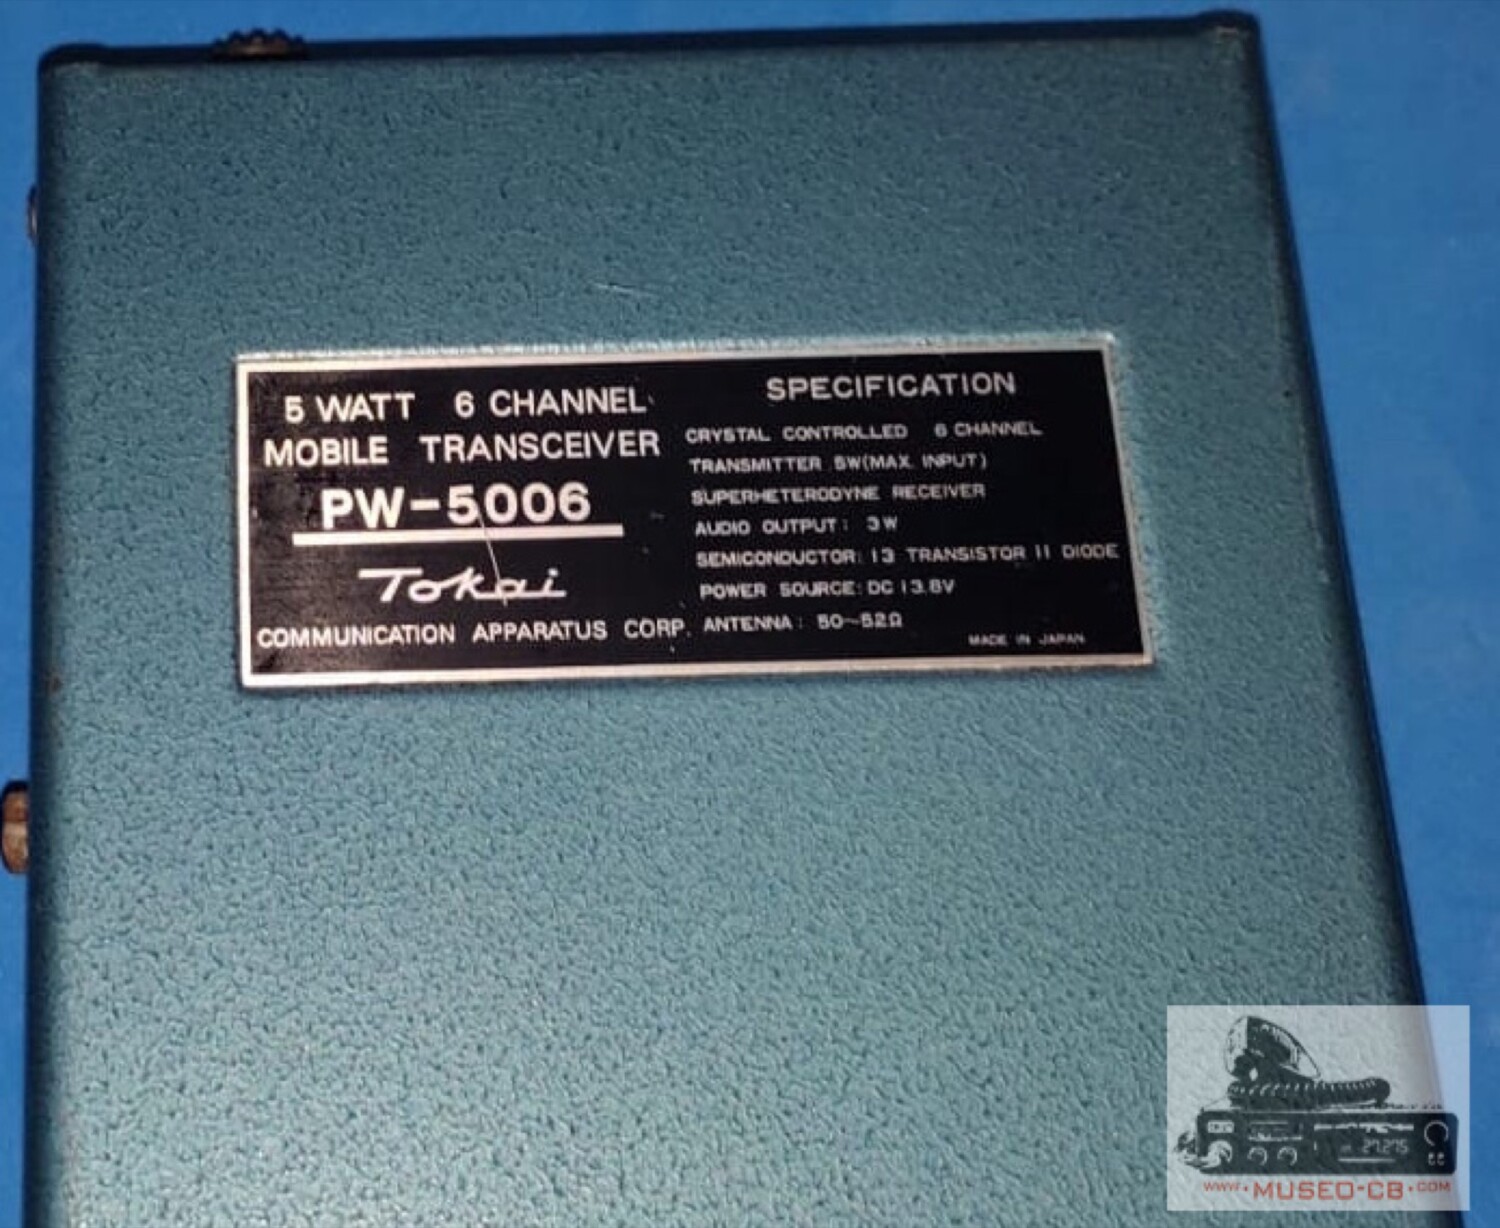 5 WATT 6 CHANNEL
MOBILE TRANSCEIVER
PW-5006
Tokai
COMMUNICATION APPARATUS CORP.
SPECIFICATION
CRYSTAL CONTROLLED 6 CHANNEL
TRANSMITTER 5W(MAX. INPUT)
SUPERHETERODYNE RECEIVER
AUDIO OUTPUT: 3W
SEMICONDUCTOR: 13 TRANSISTOR 11 DIODE
POWER SOURCE: DC 13.8V
ANTENNA: 50~52Ω
MADE IN JAPAN
27.275
WWW.MUSEO-CB.COM